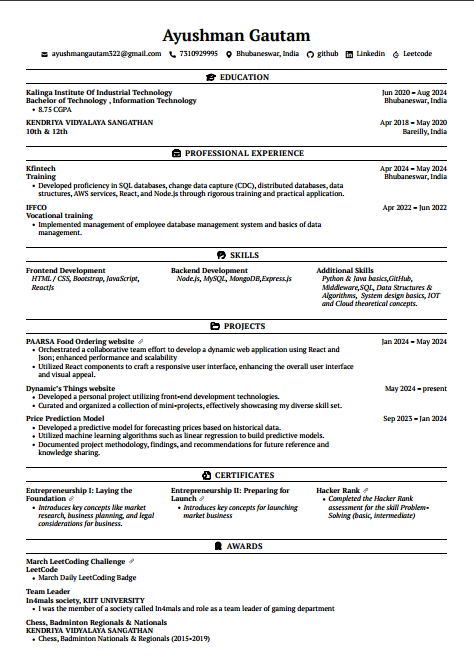 Ayushman Gautam
ayushmangautam322@gmail.com 7310929995 Bhubaneswar, India github Linkedin Leetcode
EDUCATION
Kalinga Institute Of Industrial Technology Jun 2020 – Aug 2024
Bachelor of Technology , Information Technology Bhubaneswar, India
• 8.75 CGPA
KENDRIYA VIDYALAYA SANGATHAN Apr 2018 – May 2020
10th & 12th Bareilly, India
PROFESSIONAL EXPERIENCE
Kfintech Apr 2024 – May 2024
Training Bhubaneswar, India
• Developed proficiency in SQL databases, change data capture (CDC), distributed databases, data
structures, AWS services, React, and Node.js through rigorous training and practical application.
IFFCO Apr 2022 – Jun 2022
Vocational training
• Implemented management of employee database management system and basics of data
management.
SKILLS
Frontend Development
HTML / CSS, Bootstrap, JavaScript,
ReactJs
Backend Development
Node.js, MySQL, MongoDB,Express.js
Additional Skills
Python & Java basics,GitHub,
Middleware,SQL, Data Structures &
Algorithms, System design basics, IOT
and Cloud theoretical concepts.
PROJECTS
PAARSA Food Ordering website Jan 2024 – May 2024
• Orchestrated a collaborative team effort to develop a dynamic web application using React and
Json; enhanced performance and scalability
• Utilized React components to craft a responsive user interface, enhancing the overall user interface
and visual appeal.
Dynamic's Things website May 2024 – present
• Developed a personal project utilizing front-end development technologies.
• Curated and organized a collection of mini-projects, effectively showcasing my diverse skill set.
Price Prediction Model Sep 2023 – Jan 2024
• Developed a predictive model for forecasting prices based on historical data.
• Utilized machine learning algorithms such as linear regression to build predictive models.
• Documented project methodology, findings, and recommendations for future reference and
knowledge sharing.
CERTIFICATES
Entrepreneurship I: Laying the
Foundation
• Introduces key concepts like market
research, business planning, and legal
considerations for business.
Entrepreneurship II: Preparing for
Launch
• Introduces key concepts for launching
market business
Hacker Rank
• Completed the Hacker Rank
assessment for the skill Problem-
Solving (basic, intermediate)
AWARDS
March LeetCoding Challenge
LeetCode
• March Daily LeetCoding Badge
Team Leader
In4mals society, KIIT UNIVERSITY
• I was the member of a society called In4mals and role as a team leader of gaming department
Chess, Badminton Regionals & Nationals
KENDRIYA VIDYALAYA SANGATHAN
• Chess, Badminton Regionals & Nationals (2015-2019)